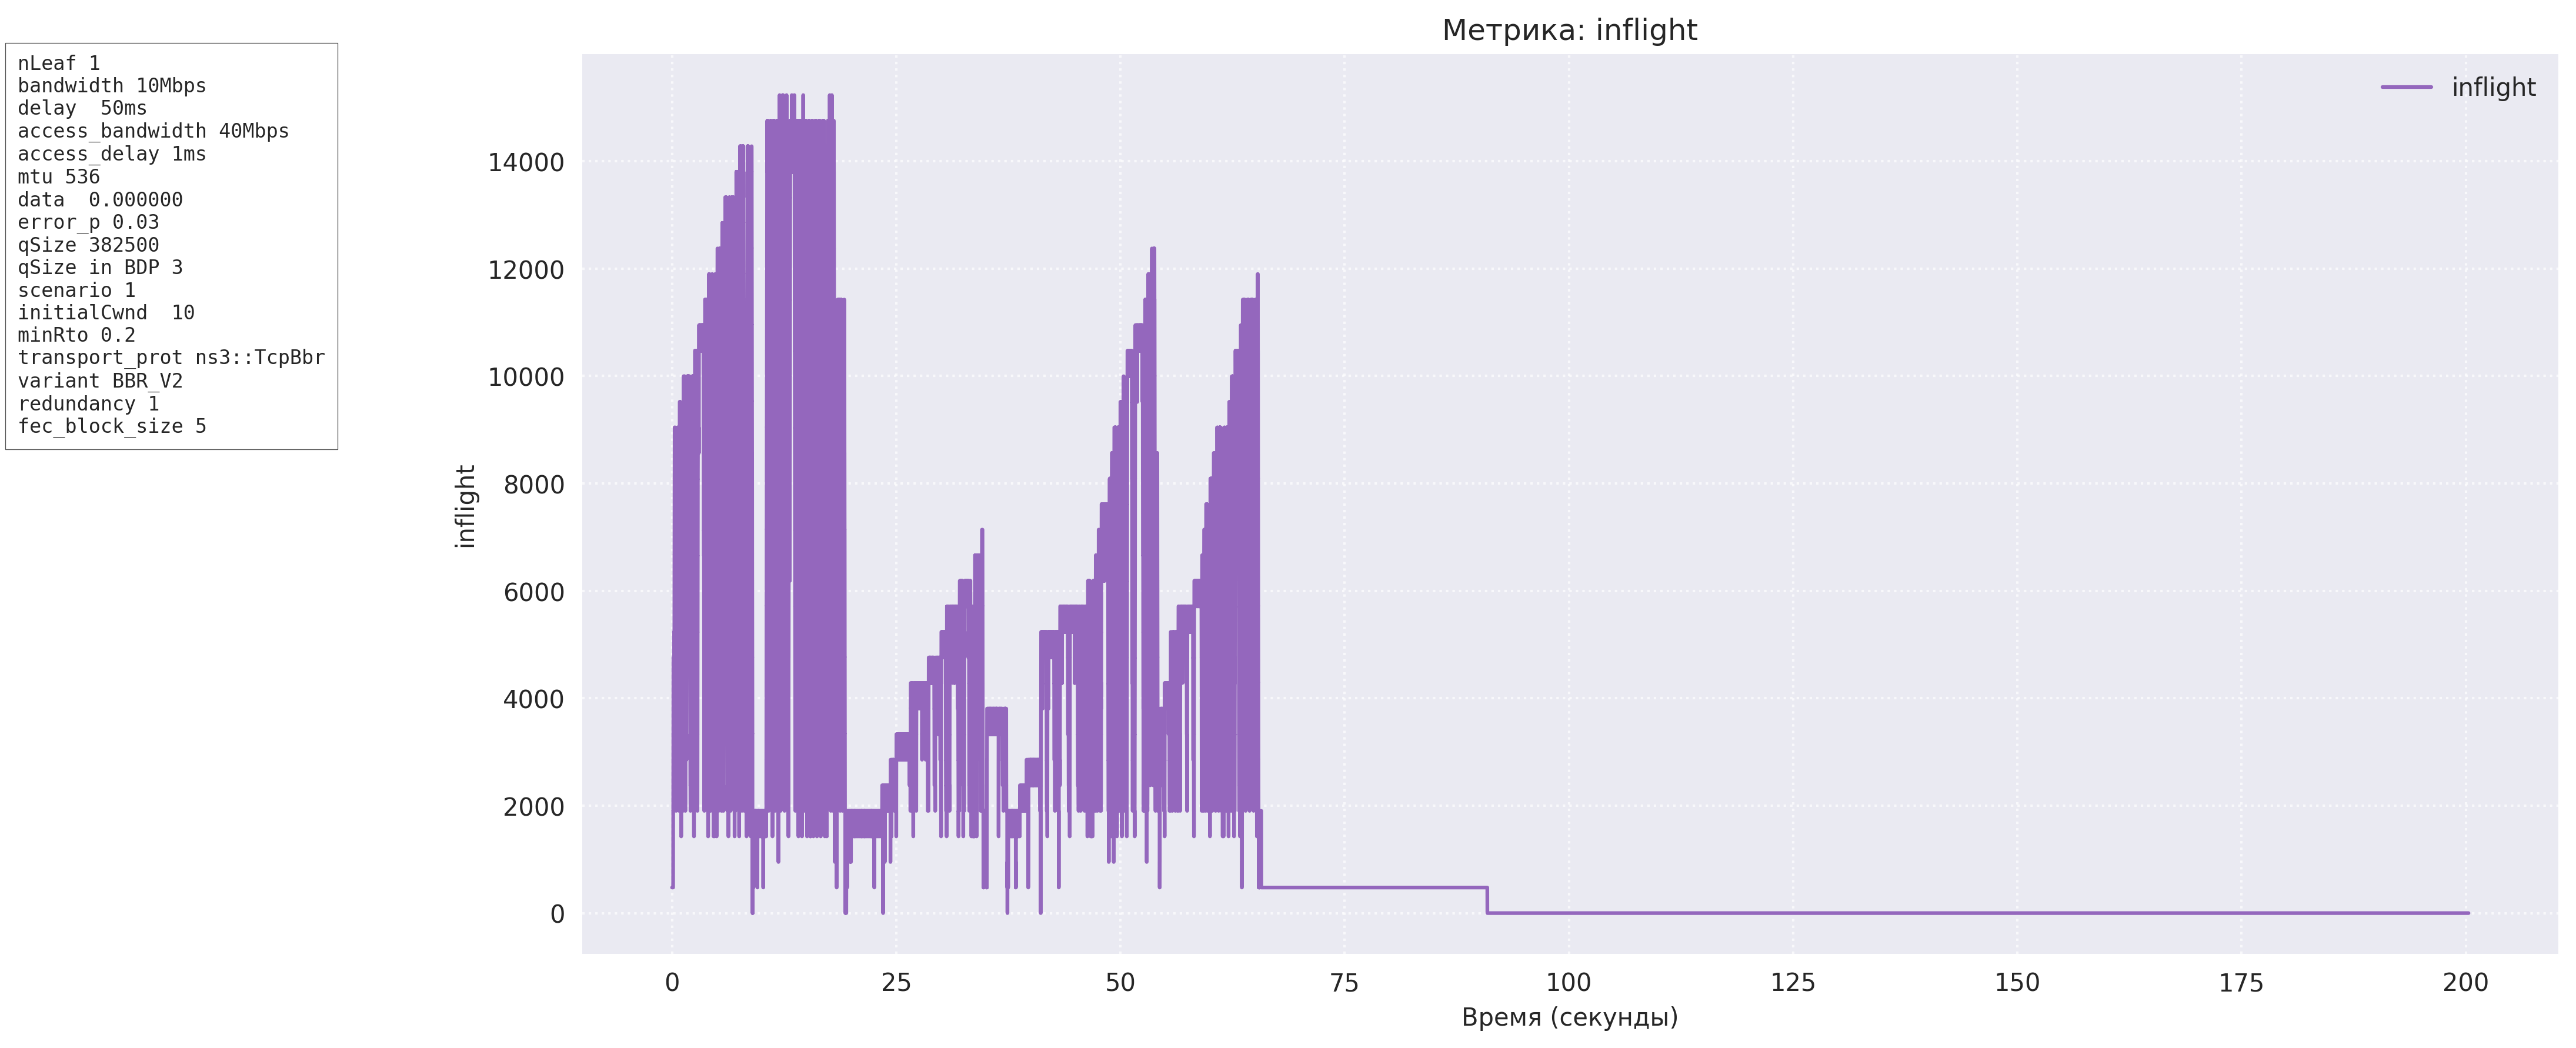 Метрика: inflight
nLeaf 1
bandwidth 10Mbps
delay  50ms
access_bandwidth 40Mbps
access_delay 1ms
mtu 536
data  0.000000
error_p 0.03
qSize 382500
qSize in BDP 3
scenario 1
initialCwnd  10
minRto 0.2
transport_prot ns3::TcpBbr
variant BBR_V2
redundancy 1
fec_block_size 5
inflight
14000
12000
10000
8000
6000
4000
2000
0
inflight
0 25 50 75 100 125 150 175 200
Время (секунды)